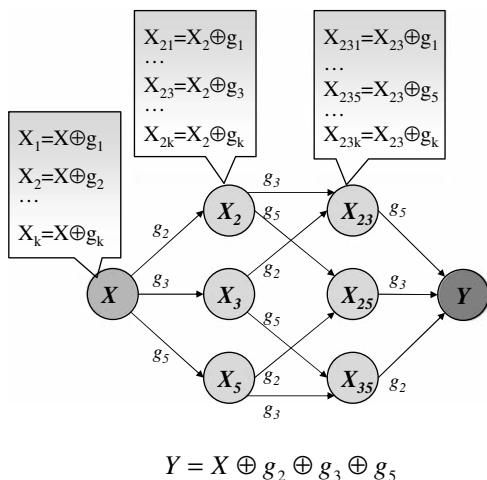 X₂₁=X₂⊕g₁
...
X₂₃=X₂⊕g₃
...
X₂ₖ=X₂⊕gₖ
X₂₃₁=X₂₃⊕g₁
...
X₂₃₅=X₂₃⊕g₅
...
X₂₃ₖ=X₂₃⊕gₖ
X₁=X⊕g₁
X₂=X⊕g₂
...
Xₖ=X⊕gₖ
g₃
X₂
X₂₃
g₂
g₅
g₅
g₂
X
g₃
X₃
X₂₅
g₃
Y
g₅
g₅
g₂
g₂
X₅
X₃₅
g₃
Y = X ⊕ g₂ ⊕ g₃ ⊕ g₅